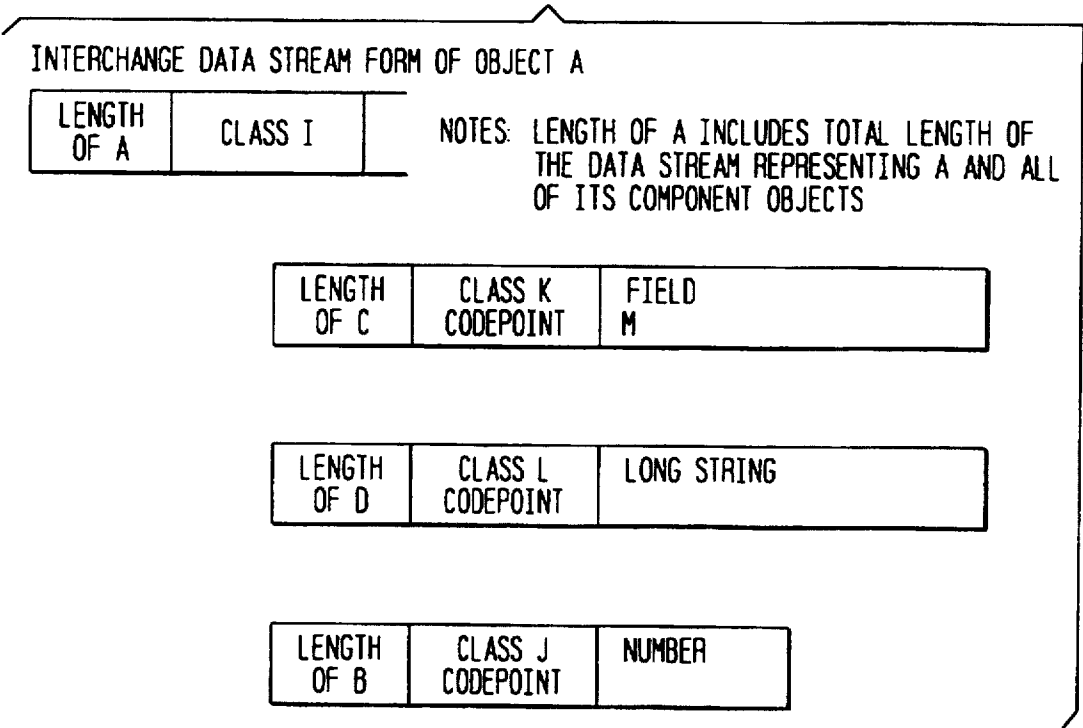 INTERCHANGE DATA STREAM FORM OF OBJECT A
LENGTH
OF A
CLASS I
NOTES: LENGTH OF A INCLUDES TOTAL LENGTH OF
THE DATA STREAM REPRESENTING A AND ALL
OF ITS COMPONENT OBJECTS
LENGTH
OF C
CLASS K
CODEPOINT
FIELD
M
LENGTH
OF D
CLASS L
CODEPOINT
LONG STRING
LENGTH
OF B
CLASS J
CODEPOINT
NUMBER